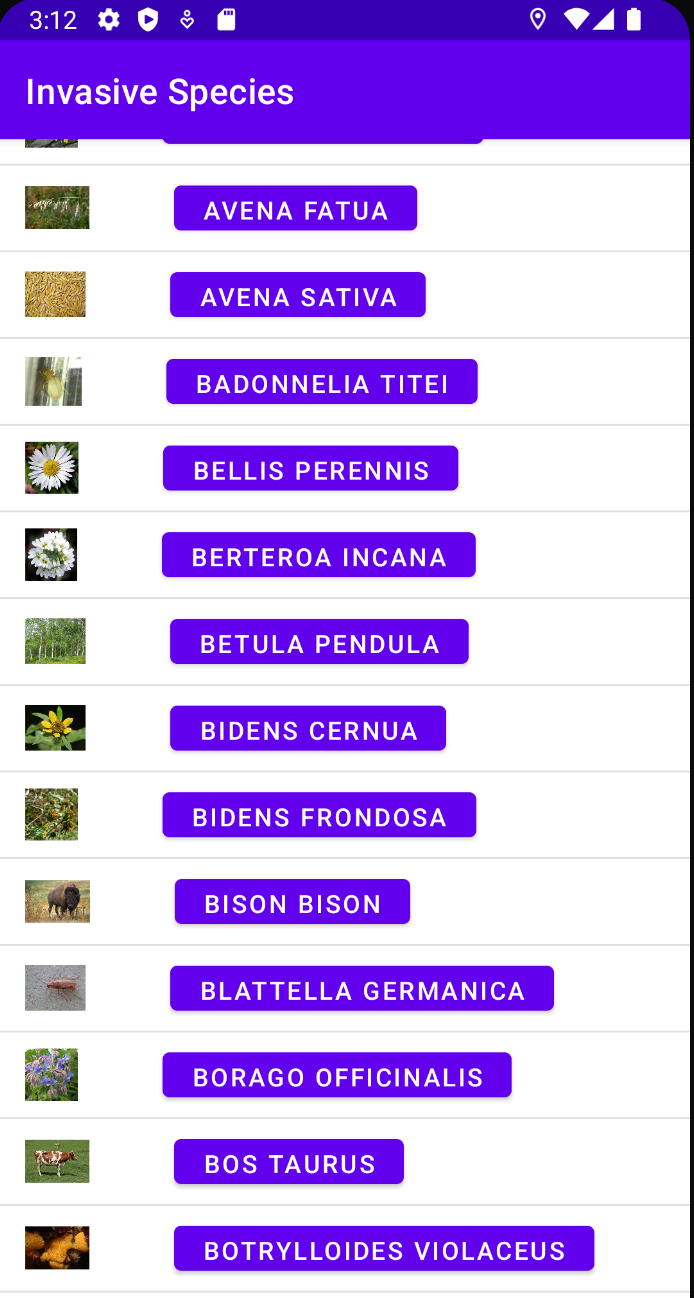 3:12
Invasive Species
AVENA FATUA
AVENA SATIVA
BADONNELIA TITEI
BELLIS PERENNIS
BERTEROA INCANA
BETULA PENDULA
BIDENS CERNUA
BIDENS FRONDOSA
BISON BISON
BLATTELLA GERMANICA
BORAGO OFFICINALIS
BOS TAURUS
BOTRYLLOIDES VIOLACEUS